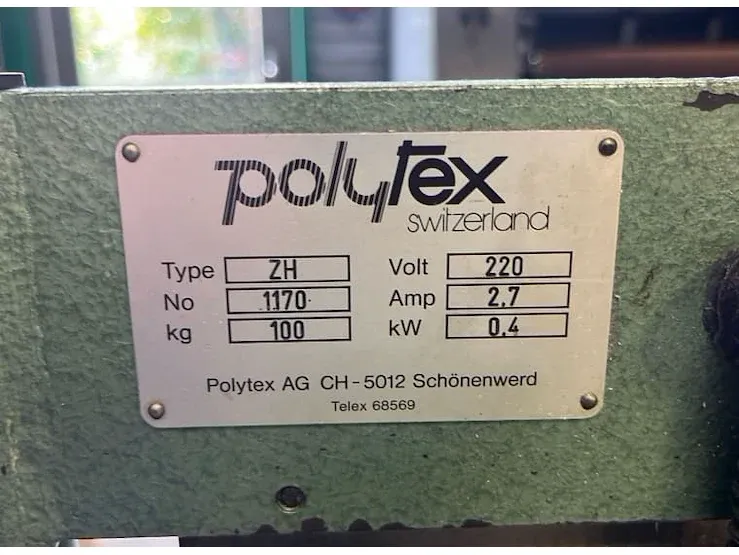 polytex
switzerland
Type ZH Volt 220
No 1170 Amp 2,7
kg 100 kW 0.4
Polytex AG CH-5012 Schönenwerd
Telex 68569